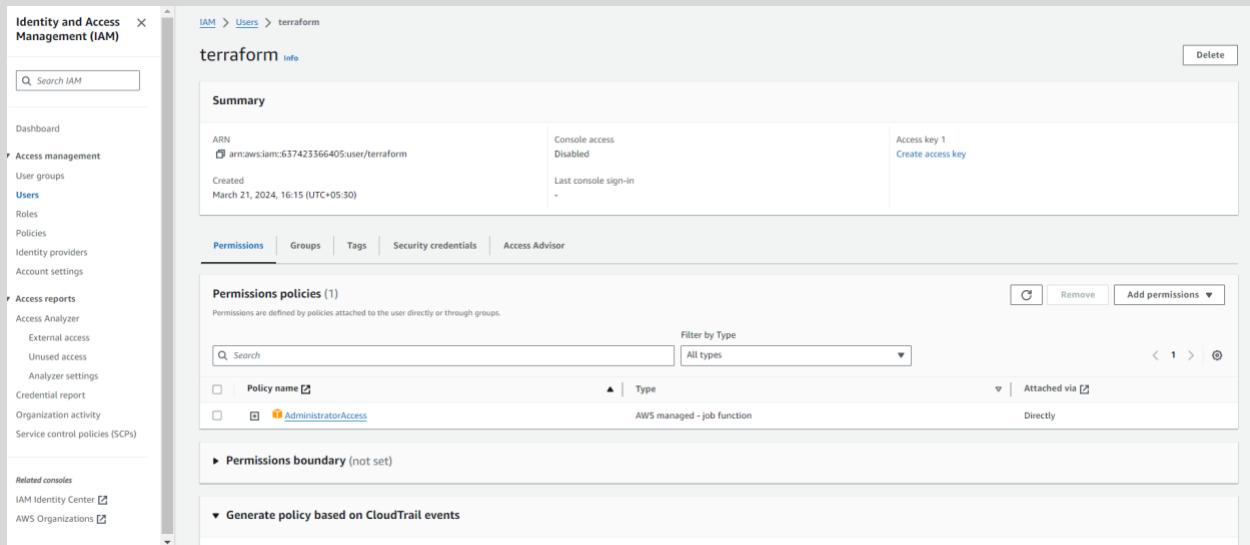 Identity and Access
Management (IAM)
Search IAM
Dashboard
Access management
User groups
Users
Roles
Policies
Identity providers
Account settings
Access reports
Access Analyzer
External access
Unused access
Analyzer settings
Credential report
Organization activity
Service control policies (SCPs)
Related consoles
IAM Identity Center
AWS Organizations
IAM > Users > terraform
terraform Info
Delete
Summary
ARN
arn:aws:iam::637423366405:user/terraform
Created
March 21, 2024, 16:15 (UTC+05:30)
Console access
Disabled
Last console sign-in
-
Access key 1
Create access key
Permissions Groups Tags Security credentials Access Advisor
Permissions policies (1)
Remove Add permissions
Permissions are defined by policies attached to the user directly or through groups.
Filter by Type
Search All types 1
Policy name Type Attached via
AdministratorAccess AWS managed - job function Directly
Permissions boundary (not set)
Generate policy based on CloudTrail events